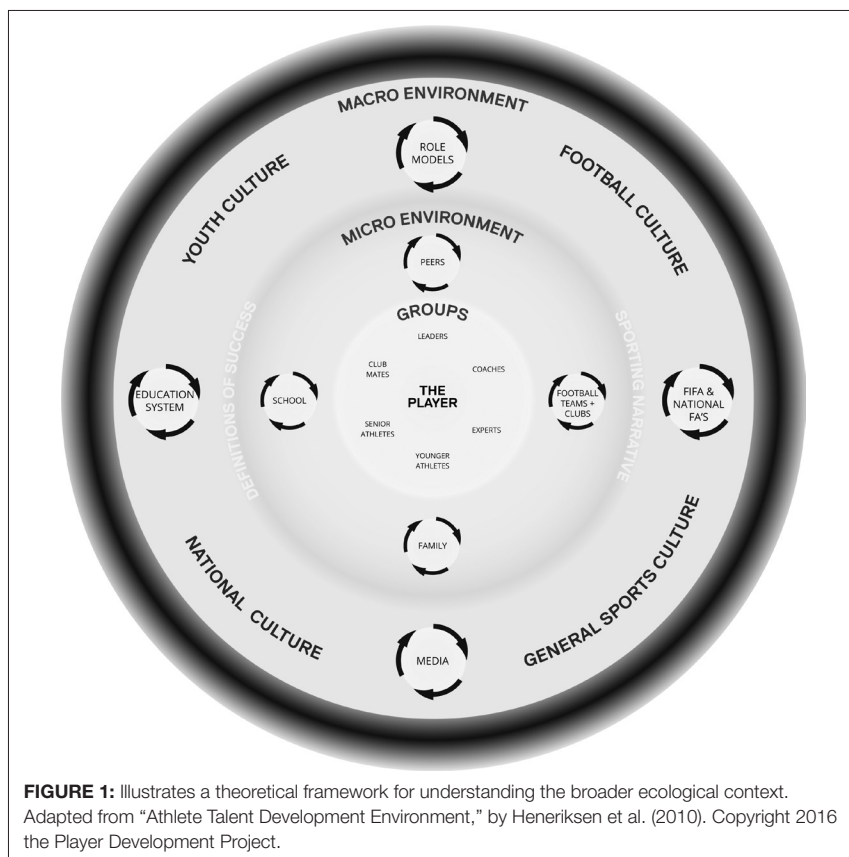 MACRO ENVIRONMENT
ROLE
MODELS
YOUTH CULTURE
FOOTBALL CULTURE
MICRO ENVIRONMENT
PEERS
GROUPS
LEADERS
CLUB
MATES
COACHES
DEFINITIONS OF SUCCESS
SPORTING NARRATIVE
EDUCATION
SYSTEM
SCHOOL
THE
PLAYER
FOOTBALL
TEAMS +
CLUBS
FIFA &
NATIONAL
FA'S
SENIOR
ATHLETES
EXPERTS
YOUNGER
ATHLETES
FAMILY
NATIONAL CULTURE
GENERAL SPORTS CULTURE
MEDIA
FIGURE 1: Illustrates a theoretical framework for understanding the broader ecological context.
Adapted from “Athlete Talent Development Environment,” by Heneriksen et al. (2010). Copyright 2016
the Player Development Project.